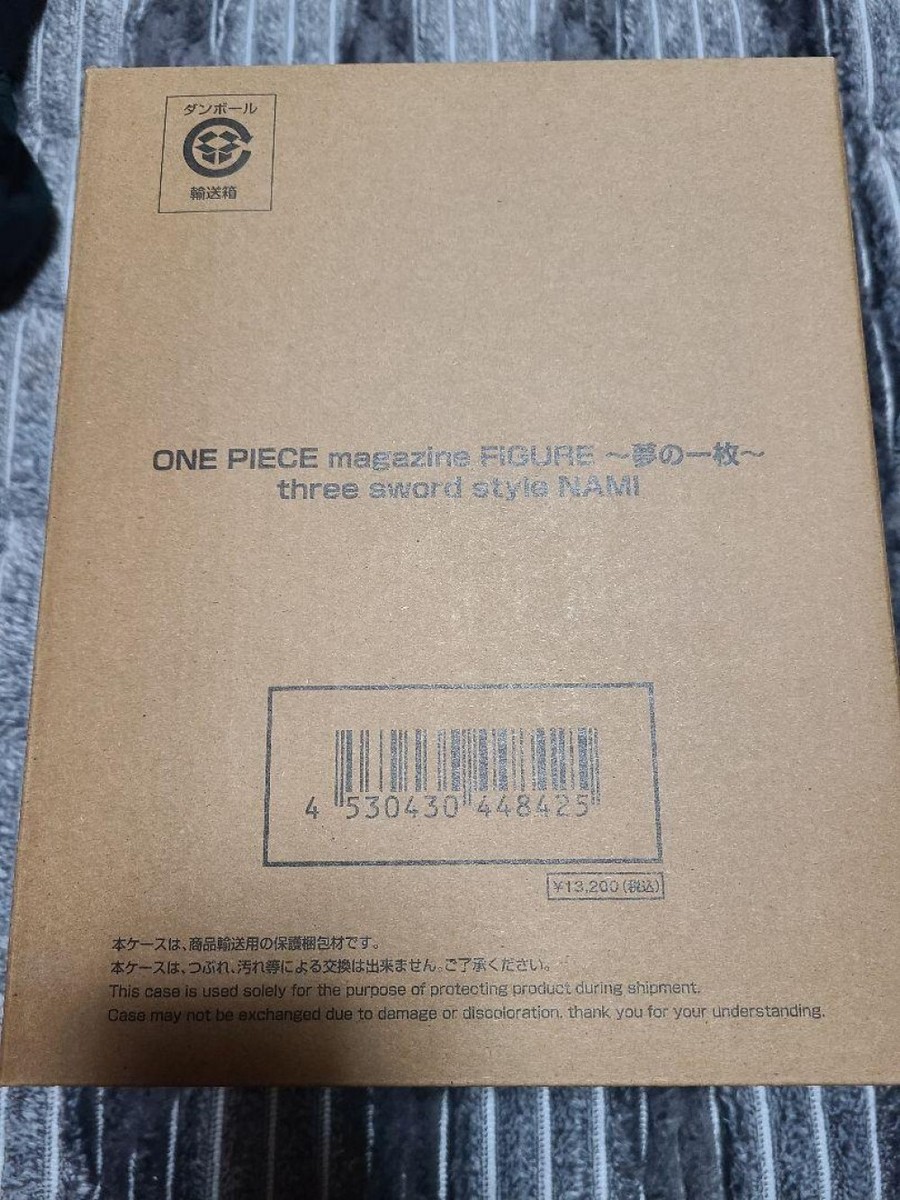 ダンボール
輸送箱
ONE PIECE magazine FIGURE ～夢の一枚～
three sword style NAMI
4 530430 448425
¥13,200(税込)
本ケースは、商品輸送用の保護梱包材です。
本ケースは、つぶれ、汚れ等による交換は出来ません。ご了承ください。
This case is used solely for the purpose of protecting product during shipment.
Case may not be exchanged due to damage or discoloration. thank you for your understanding.